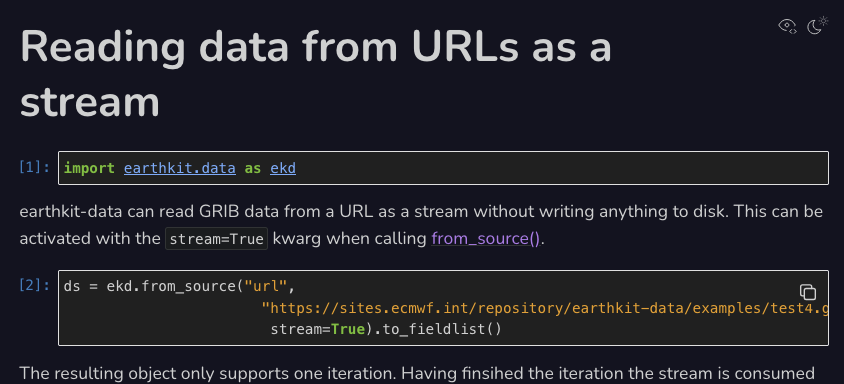 Reading data from URLs as a
stream
[1]: import earthkit.data as ekd
earthkit-data can read GRIB data from a URL as a stream without writing anything to disk. This can be
activated with the stream=True kwarg when calling from_source().
[2]: ds = ekd.from_source("url",
"https://sites.ecmwf.int/repository/earthkit-data/examples/test4.g
stream=True).to_fieldlist()
The resulting object only supports one iteration. Having finsihed the iteration the stream is consumed